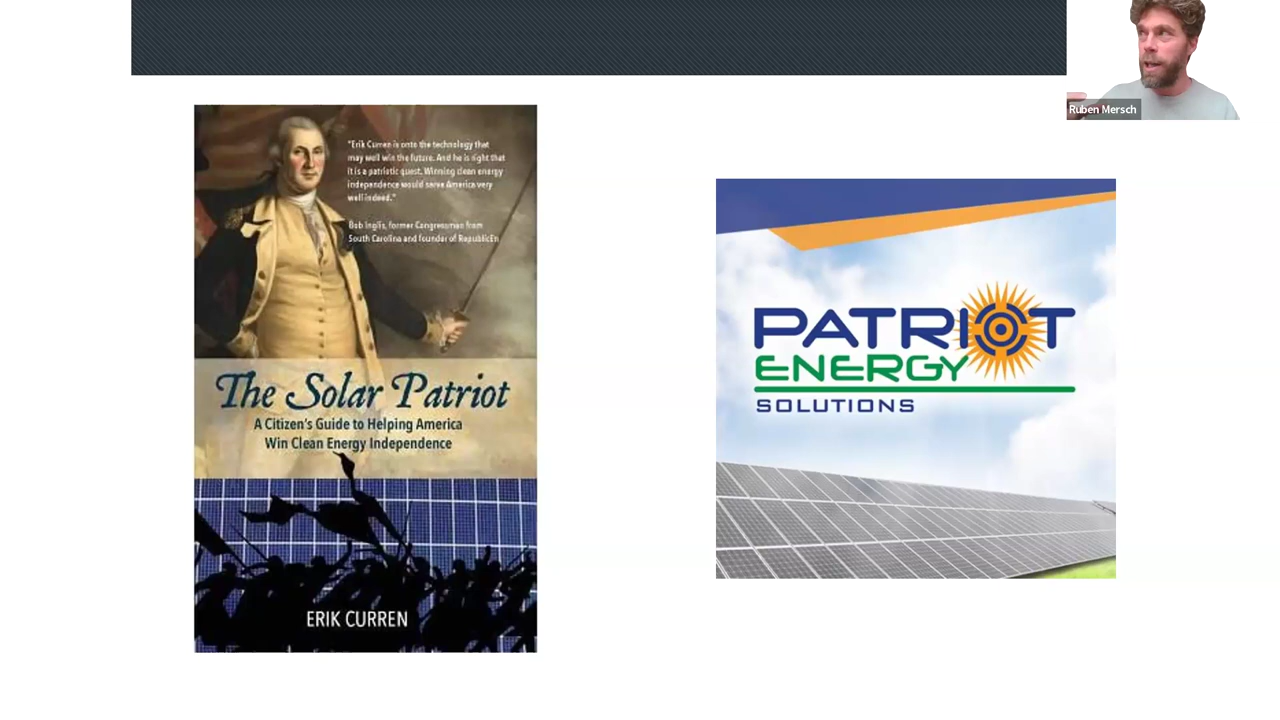 Ruben Mersch
"Erik Curren is onto the technology that
may well win the future. And he is right that
it is a patriotic quest. Winning clean energy
independence would serve America very
well indeed."
Bob Inglis, former Congressman from
South Carolina and founder of RepublicEn
The Solar Patriot
A Citizen's Guide to Helping America
Win Clean Energy Independence
ERIK CURREN
PATRIOT
ENERGY
SOLUTIONS